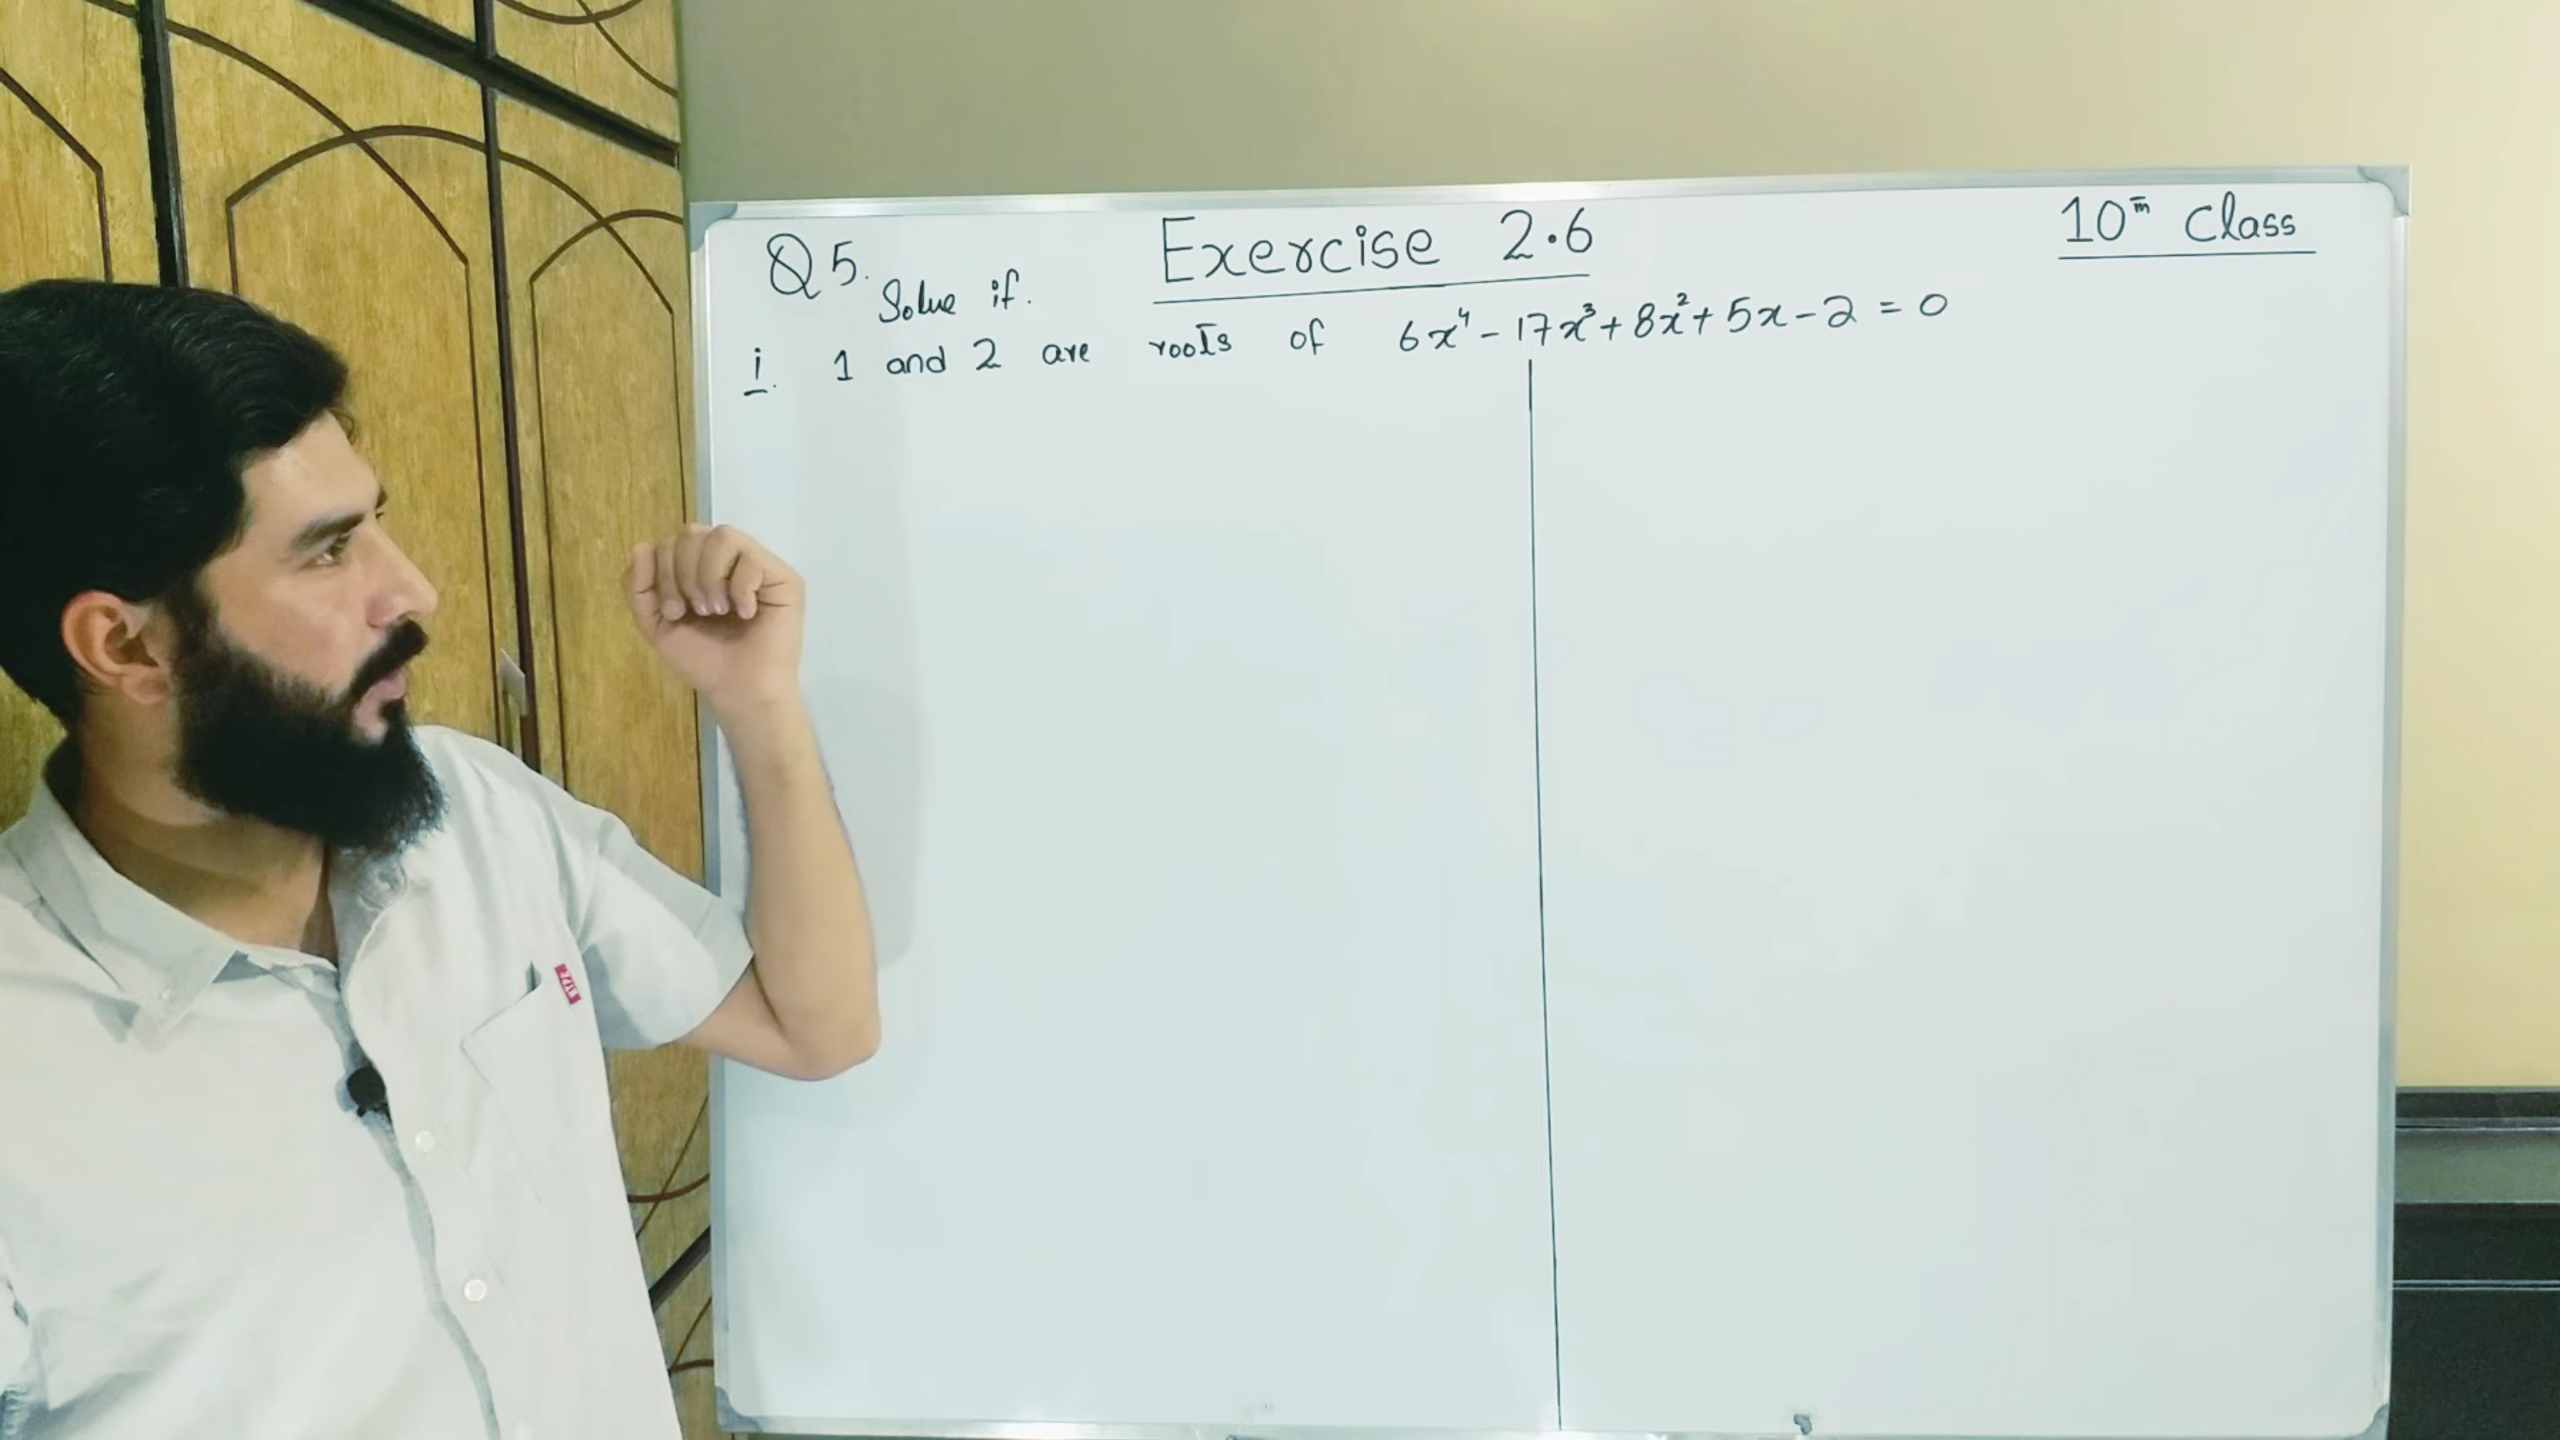 Exercise 2.6
10th Class
Q5. Solve if.
i. 1 and 2 are roots of 6x⁴ - 17x³ + 8x² + 5x - 2 = 0